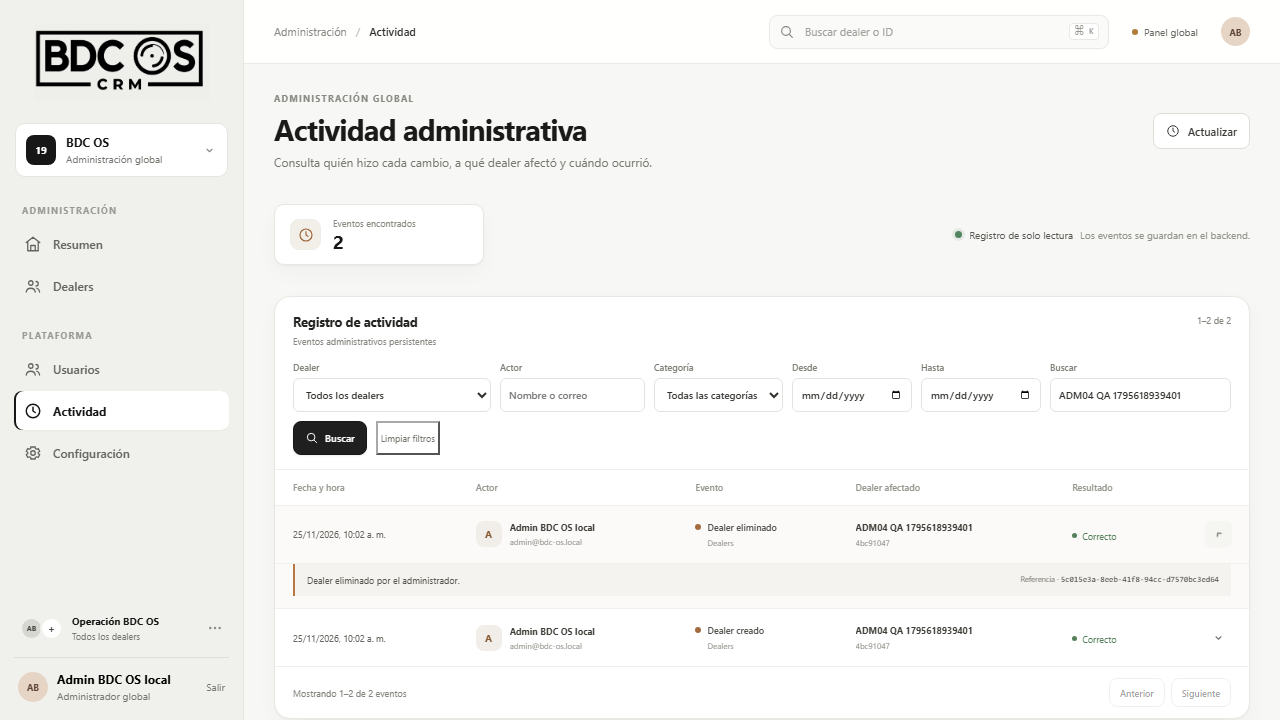 BDC OS
CRM
19
BDC OS
Administración global
ADMINISTRACIÓN
Resumen
Dealers
PLATAFORMA
Usuarios
Actividad
Configuración
AB
+
Operación BDC OS
Todos los dealers
AB
Admin BDC OS local
Administrador global
Salir
Administración / Actividad
Buscar dealer o ID
⌘ K
Panel global
AB
ADMINISTRACIÓN GLOBAL
Actividad administrativa
Consulta quién hizo cada cambio, a qué dealer afectó y cuándo ocurrió.
Actualizar
Eventos encontrados
2
Registro de solo lectura Los eventos se guardan en el backend.
Registro de actividad
1–2 de 2
Eventos administrativos persistentes
Dealer Actor Categoría Desde Hasta Buscar
Todos los dealers Nombre o correo Todas las categorías mm/dd/yyyy mm/dd/yyyy ADM04 QA 1795618939401
Buscar Limpiar filtros
Fecha y hora Actor Evento Dealer afectado Resultado
25/11/2026, 10:02 a. m. A Admin BDC OS local Dealer eliminado ADM04 QA 1795618939401 Correcto
admin@bdc-os.local Dealers 4bc91047
Dealer eliminado por el administrador. Referencia · 5c015e3a-8eeb-41f8-94cc-d7570bc3ed64
25/11/2026, 10:02 a. m. A Admin BDC OS local Dealer creado ADM04 QA 1795618939401 Correcto
admin@bdc-os.local Dealers 4bc91047
Mostrando 1–2 de 2 eventos Anterior Siguiente